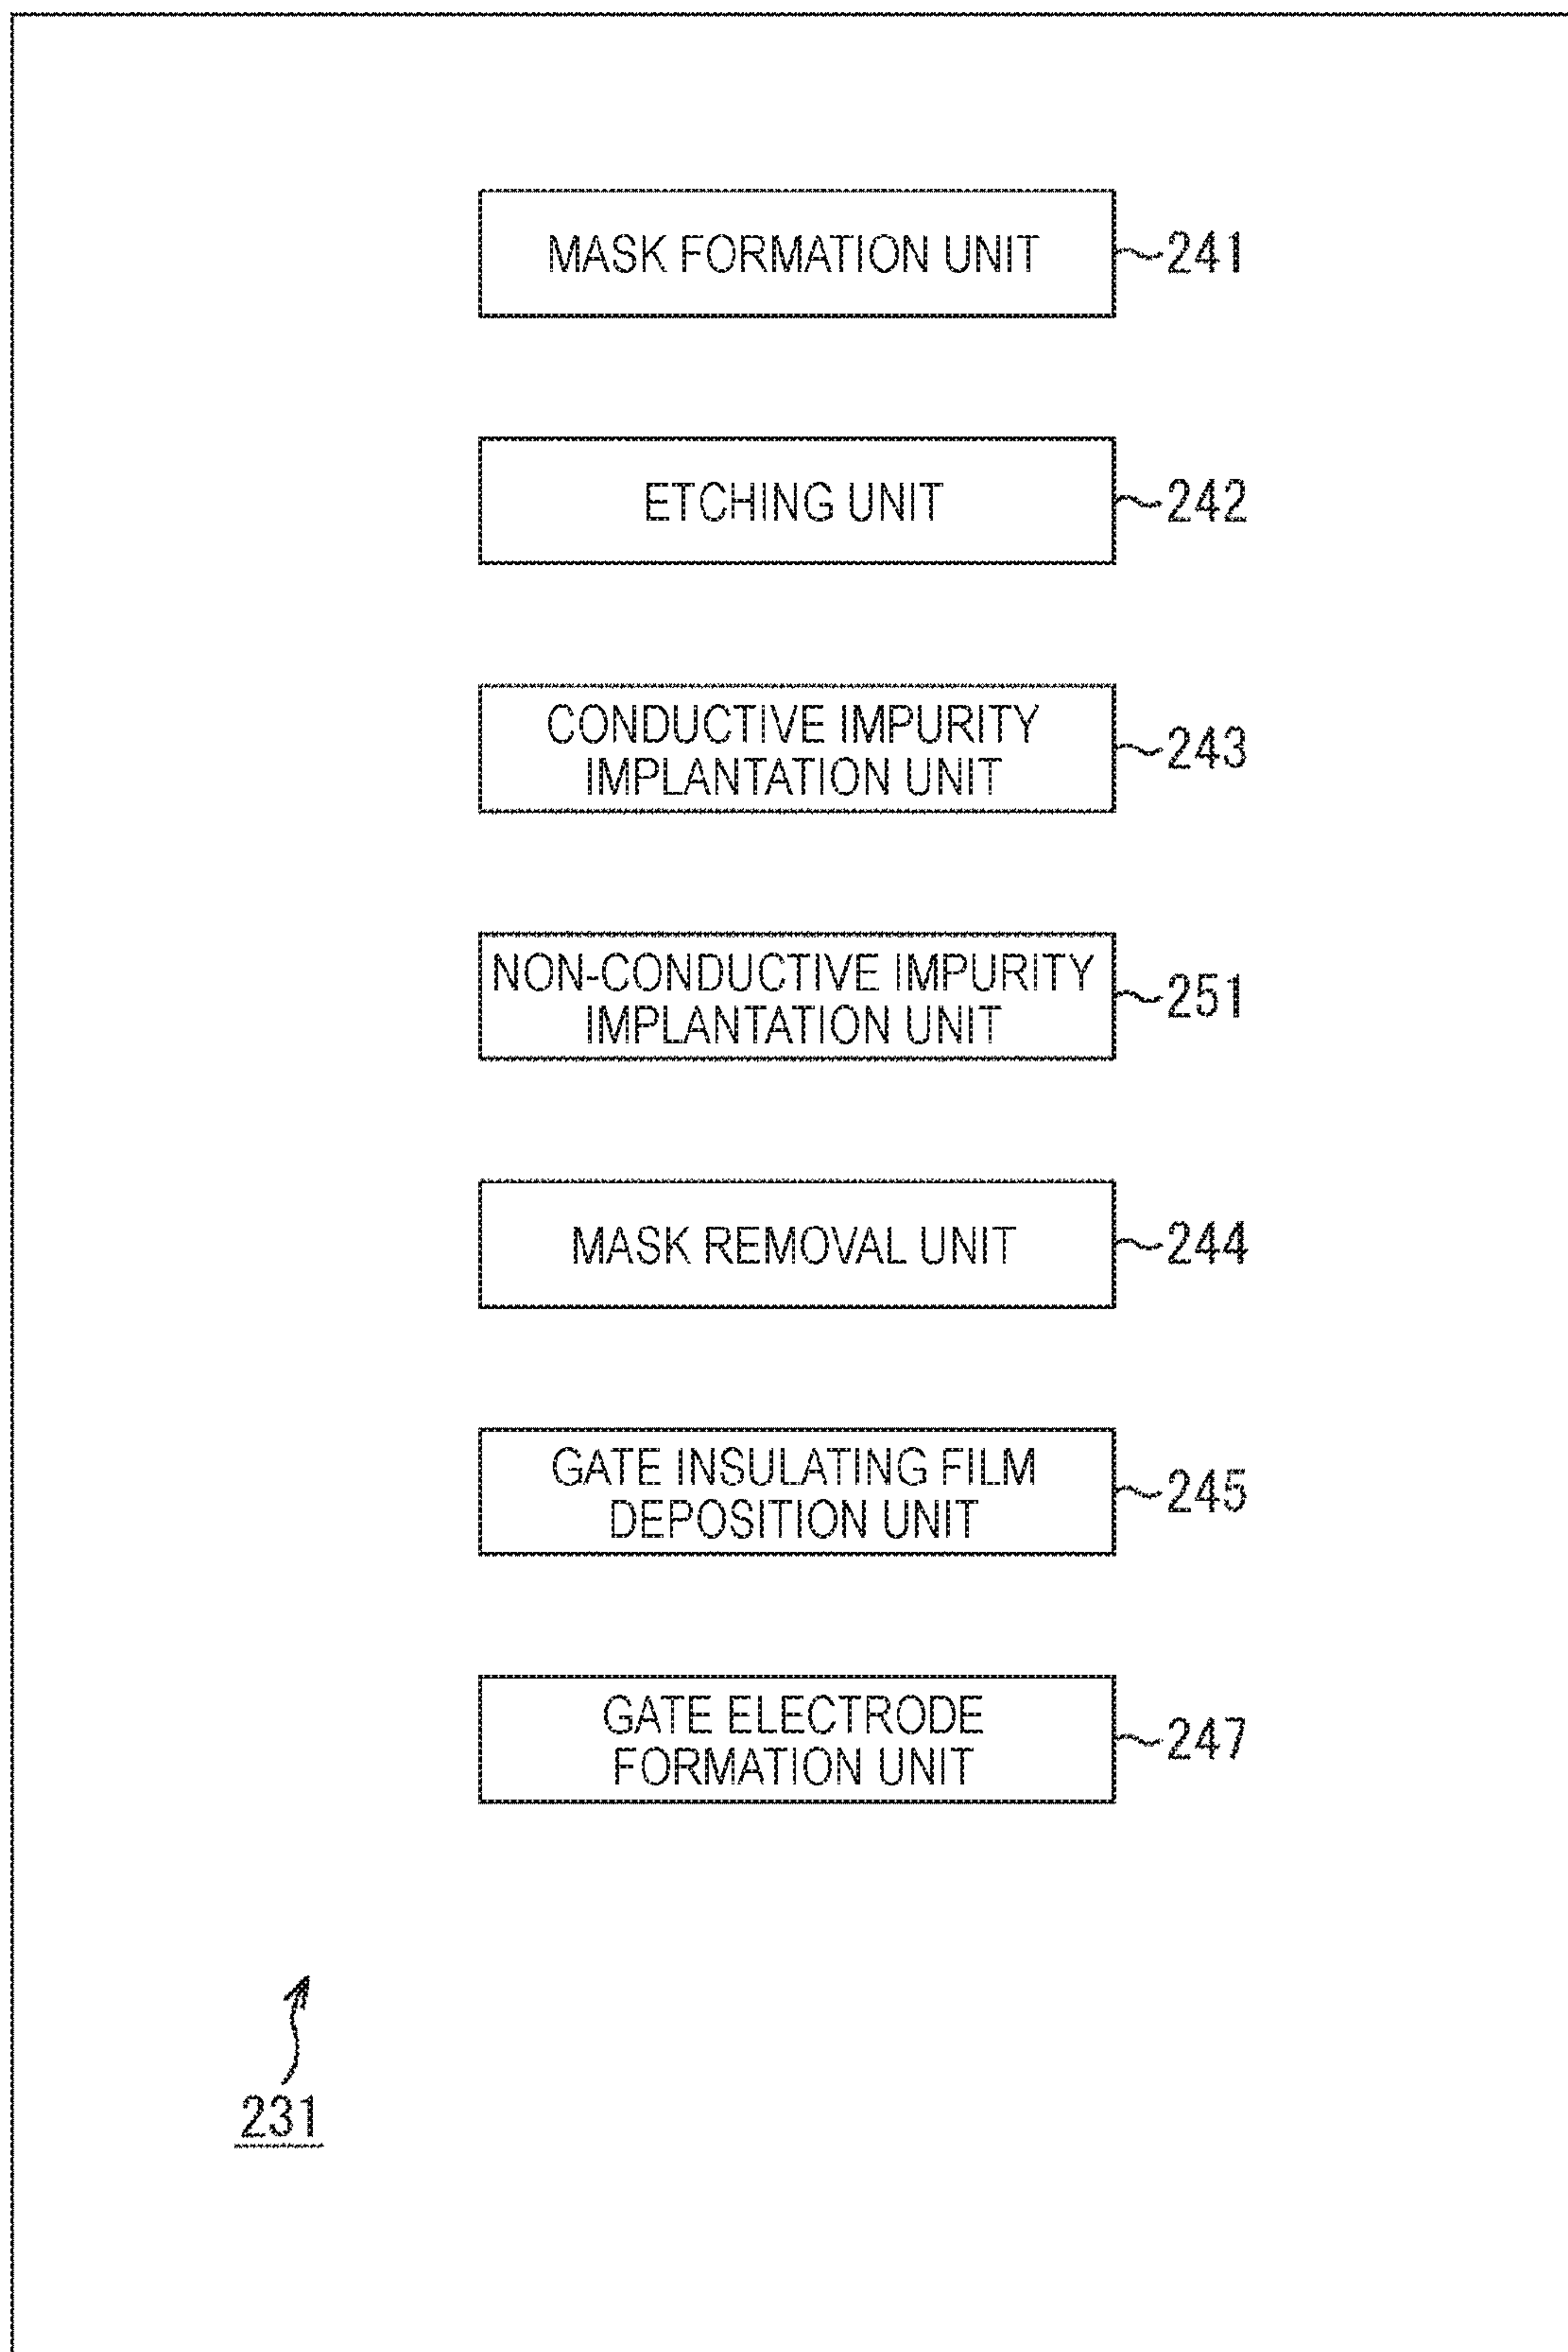 MASK FORMATION UNIT
241
ETCHING UNIT
242
CONDUCTIVE IMPURITY
IMPLANTATION UNIT
243
NON-CONDUCTIVE IMPURITY
IMPLANTATION UNIT
251
MASK REMOVAL UNIT
244
GATE INSULATING FILM
DEPOSITION UNIT
245
GATE ELECTRODE
FORMATION UNIT
247
231